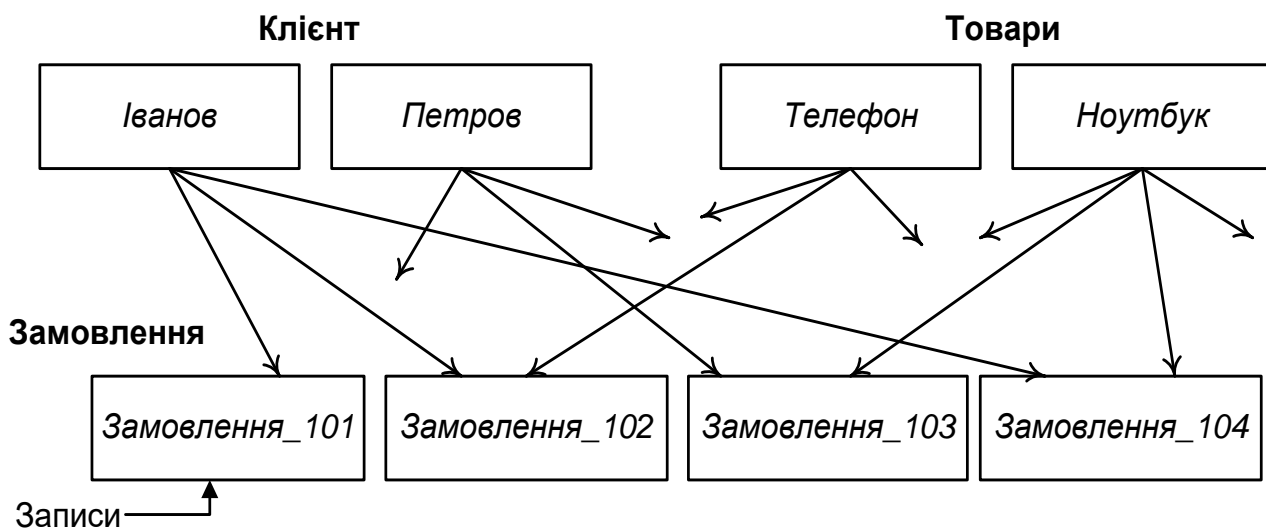 Клієнт Товари
Іванов Петров Телефон Ноутбук
Замовлення
Замовлення_101 Замовлення_102 Замовлення_103 Замовлення_104
Записи